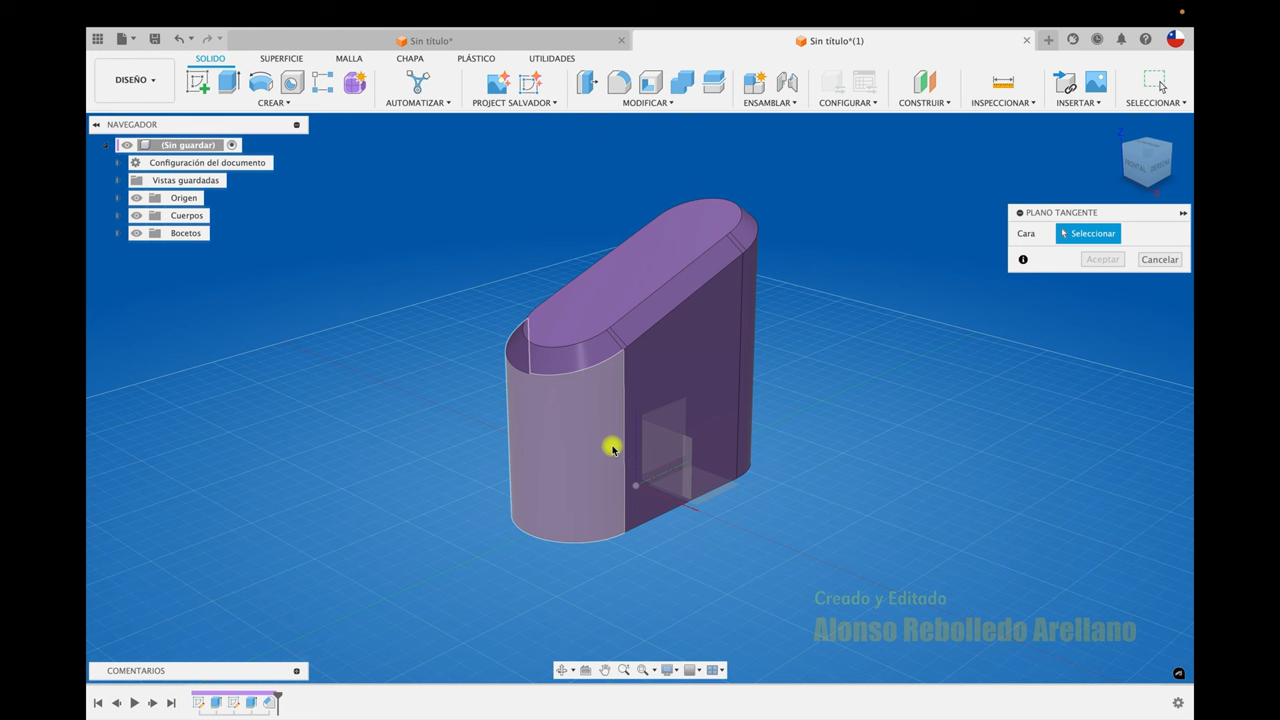 Sin título*
Sin título*(1)
SOLIDO
SUPERFICIE
MALLA
CHAPA
PLÁSTICO
UTILIDADES
DISEÑO
CREAR
AUTOMATIZAR
PROJECT SALVADOR
MODIFICAR
ENSAMBLAR
CONFIGURAR
CONSTRUIR
INSPECCIONAR
INSERTAR
SELECCIONAR
NAVEGADOR
(Sin guardar)
Configuración del documento
Vistas guardadas
Origen
Cuerpos
Bocetos
Z
FRONTAL
DERECHA
PLANO TANGENTE
Cara
Seleccionar
Aceptar
Cancelar
Creado y Editado
Alonso Rebolledo Arellano
COMENTARIOS